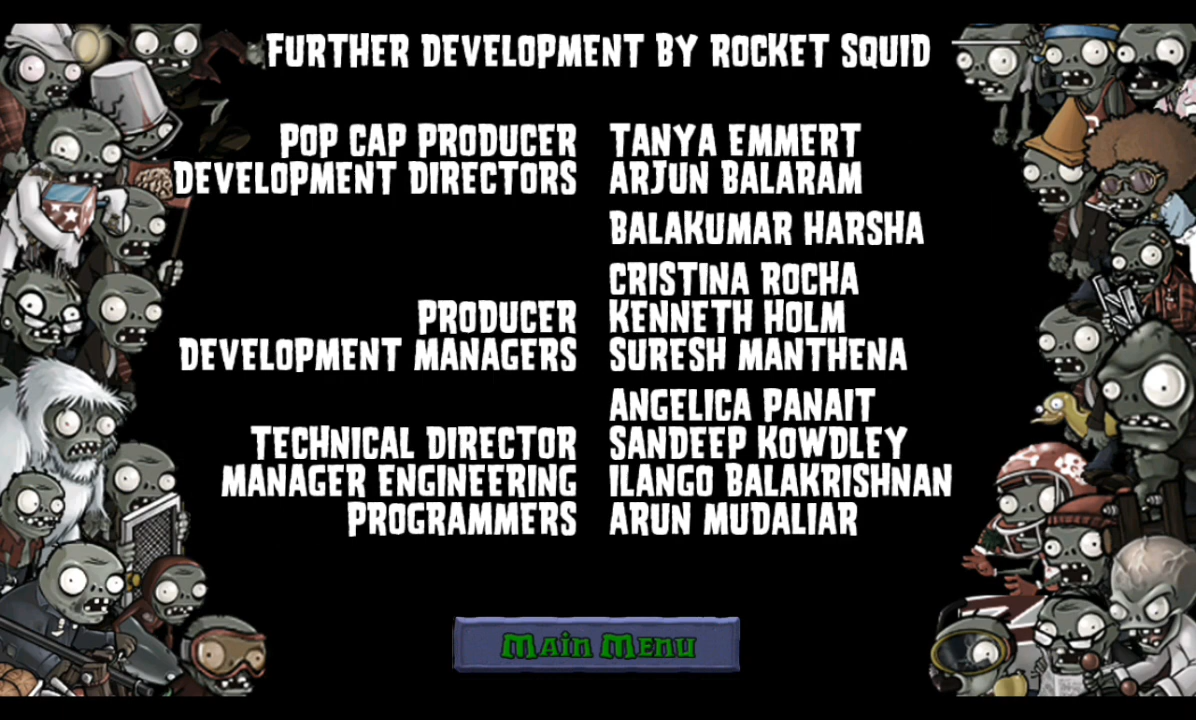 FURTHER DEVELOPMENT BY ROCKET SQUID
POP CAP PRODUCER TANYA EMMERT
DEVELOPMENT DIRECTORS ARJUN BALARAM
BALAKUMAR HARSHA
CRISTINA ROCHA
PRODUCER KENNETH HOLM
DEVELOPMENT MANAGERS SURESH MANTHENA
ANGELICA PANAIT
TECHNICAL DIRECTOR SANDEEP KOWDLEY
MANAGER ENGINEERING ILANGO BALAKRISHNAN
PROGRAMMERS ARUN MUDALIAR
MAIN MENU